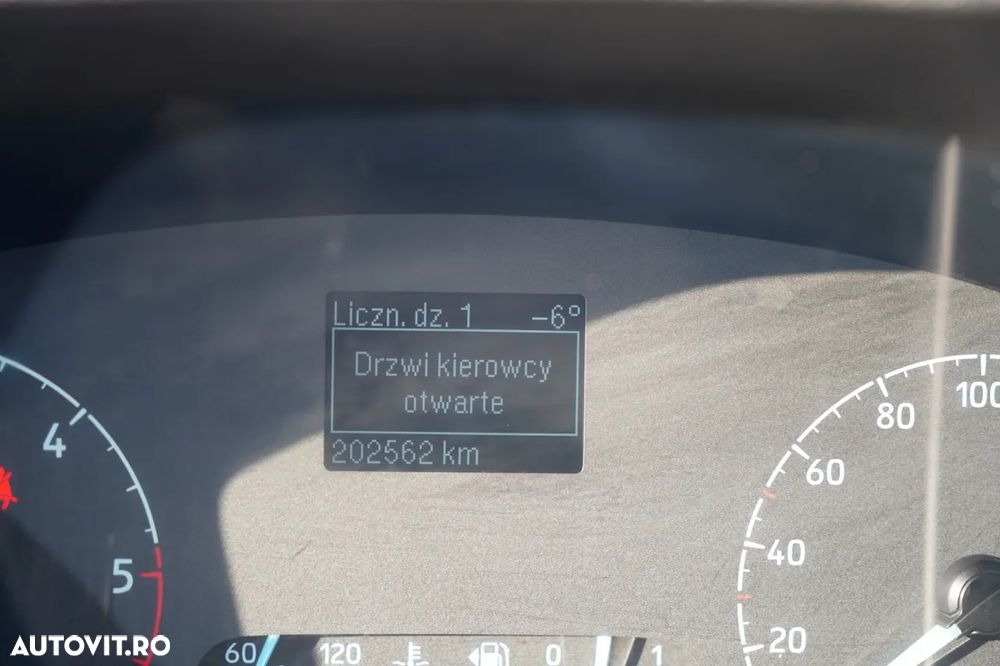 Liczn. dz. 1 −6°
Drzwi kierowcy
otwarte
202562 km
4
5
100
80
60
40
20
60 120 0 1
AUTOVIT.RO